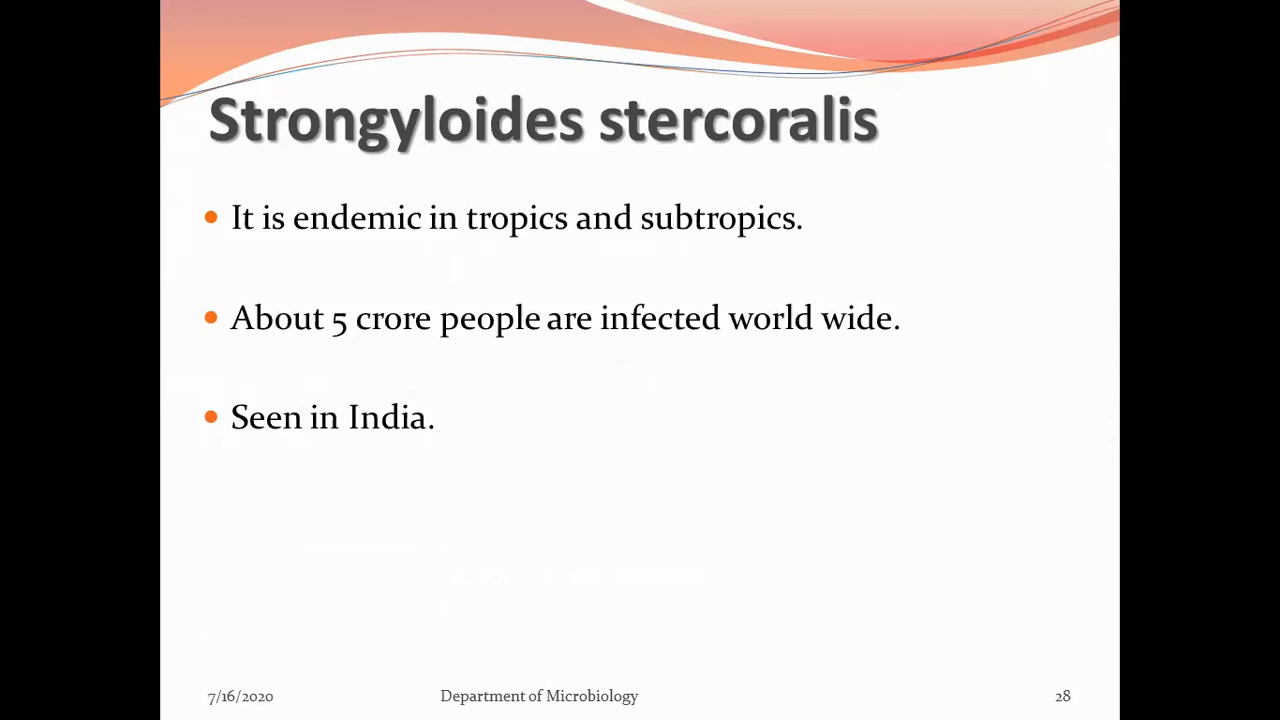 Strongyloides stercoralis
• It is endemic in tropics and subtropics.
• About 5 crore people are infected world wide.
• Seen in India.
7/16/2020 Department of Microbiology 28